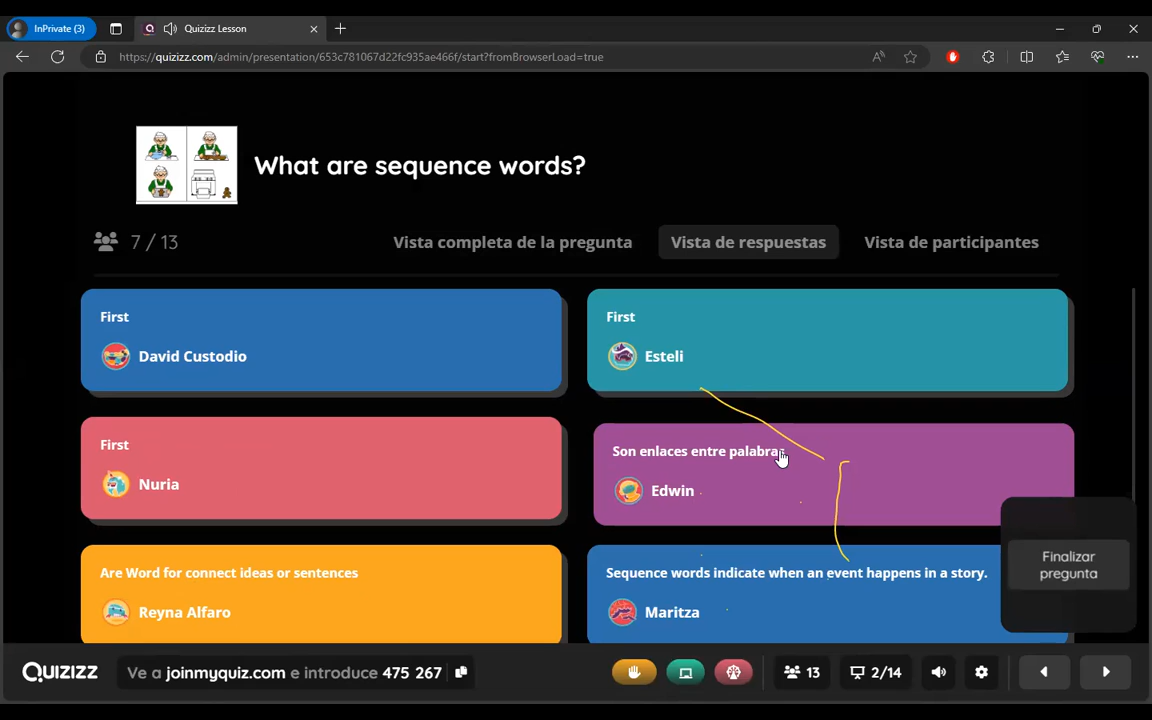 InPrivate (3)
Quizizz Lesson
https://quizizz.com/admin/presentation/653c781067d22fc935ae466f/start?fromBrowserLoad=true
What are sequence words?
7 / 13
Vista completa de la pregunta
Vista de respuestas
Vista de participantes
First
David Custodio
First
Esteli
First
Nuria
Son enlaces entre palabras
Edwin
Are Word for connect ideas or sentences
Reyna Alfaro
Sequence words indicate when an event happens in a story.
Maritza
Finalizar
pregunta
Quizizz
Ve a joinmyquiz.com e introduce 475 267
13
2/14